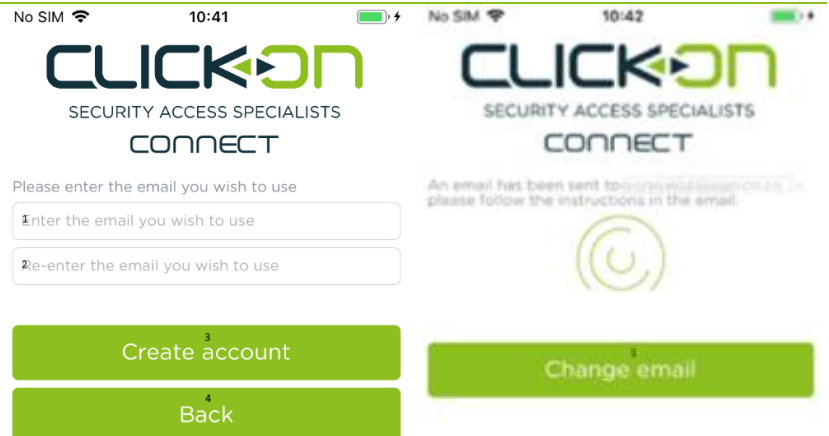 No SIM 10:41
CLICK ON
SECURITY ACCESS SPECIALISTS
CONNECT
Please enter the email you wish to use
1
Enter the email you wish to use
2
Re-enter the email you wish to use
3
Create account
4
Back
No SIM 10:42
CLICK ON
SECURITY ACCESS SPECIALISTS
CONNECT
An email has been sent to
please follow the instructions in the email.
Change email